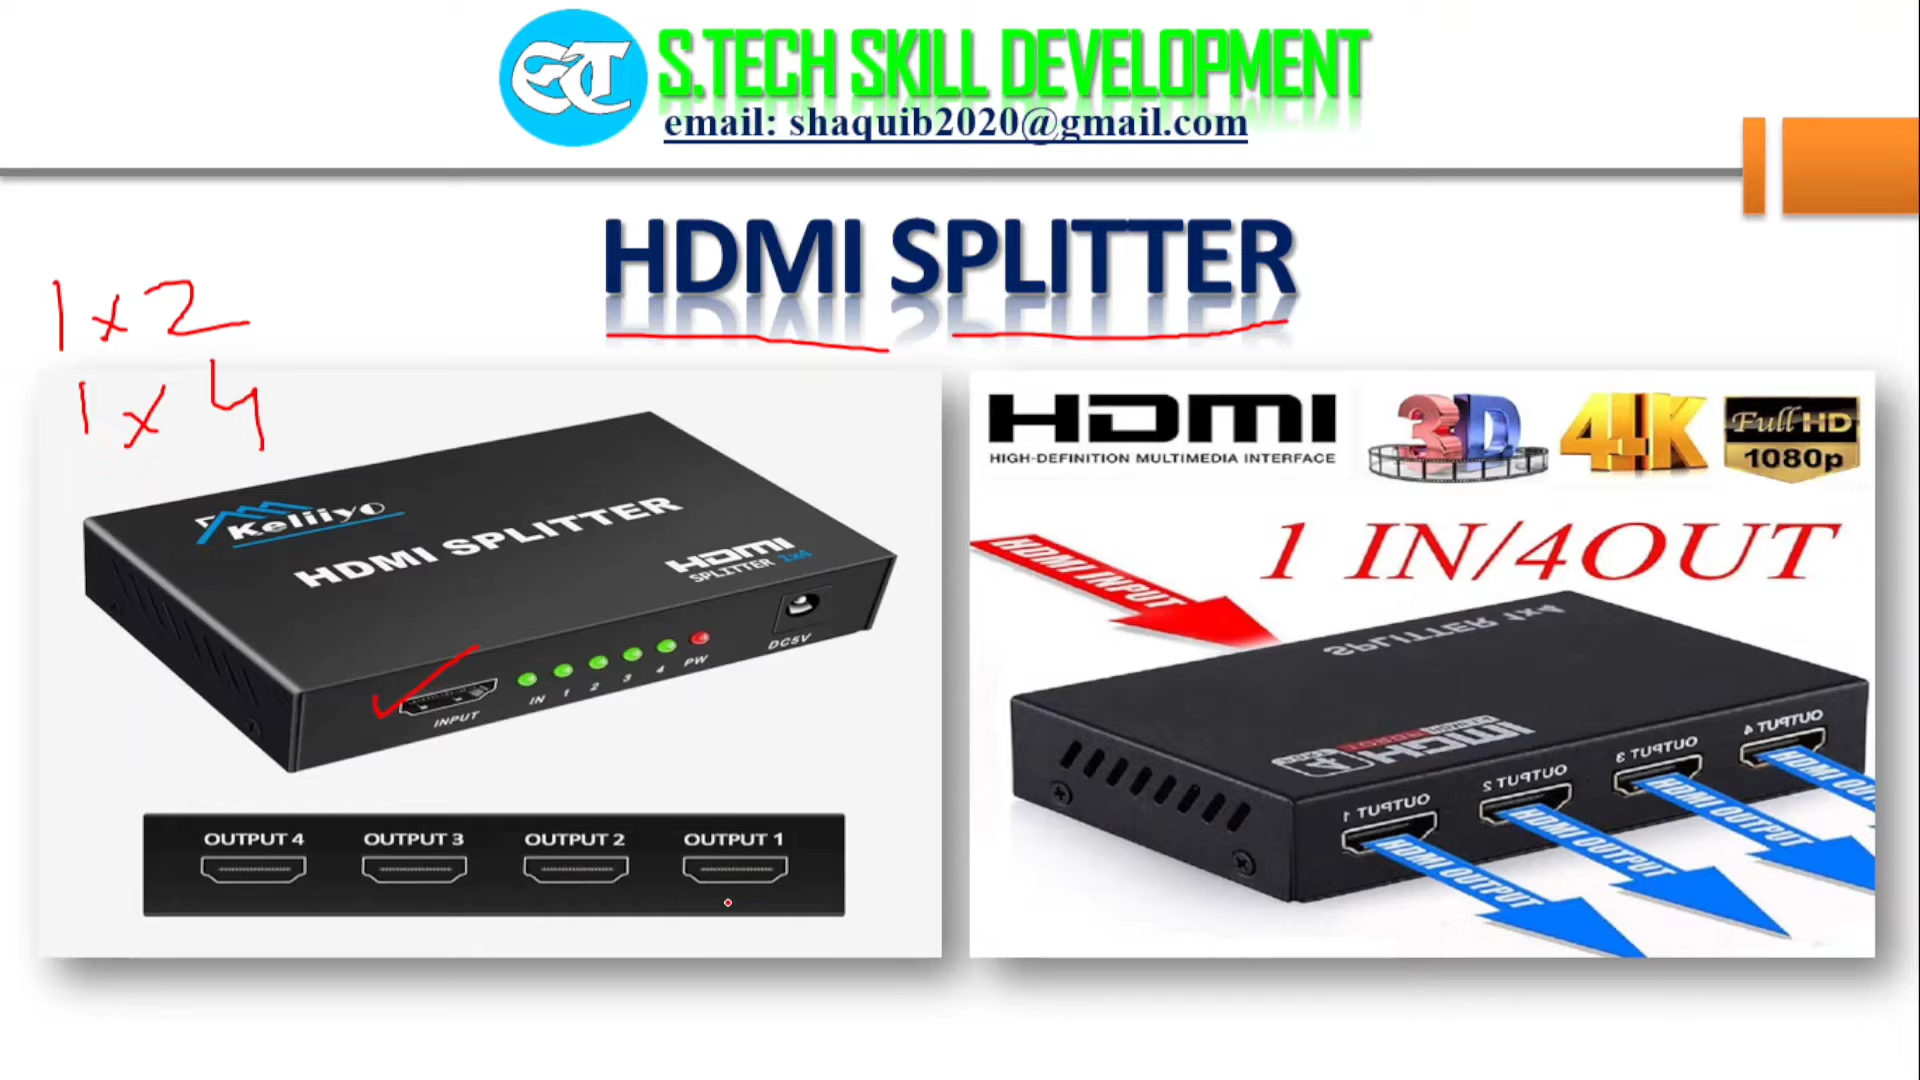 S.TECH SKILL DEVELOPMENT
email: shaquib2020@gmail.com
HDMI SPLITTER
1x2
1x4
Keliiyo
HDMI SPLITTER
HDMI
SPLITTER 1x4
DC5V
INPUT IN 1 2 3 4 PW
OUTPUT 4 OUTPUT 3 OUTPUT 2 OUTPUT 1
HDMI
HIGH-DEFINITION MULTIMEDIA INTERFACE
3D
4K
Full HD
1080p
1 IN/4OUT
HDMI INPUT
SPLITTER 1x4
OUTPUT 1 OUTPUT 2 OUTPUT 3 OUTPUT 4
HDMI OUTPUT
HDMI OUTPUT
HDMI OUTPUT
HDMI OU